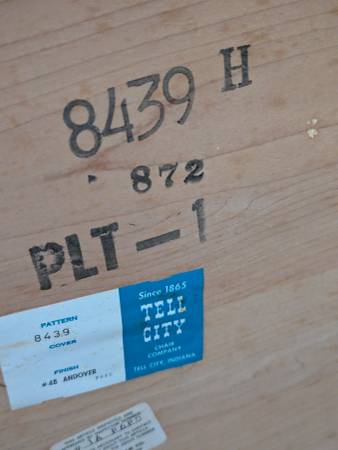 8439 H
872
PLT-1
PATTERN
8439
COVER
FINISH
#48 ANDOVER
Since 1865
TELL
CITY
CHAIR
COMPANY
TELL CITY, INDIANA